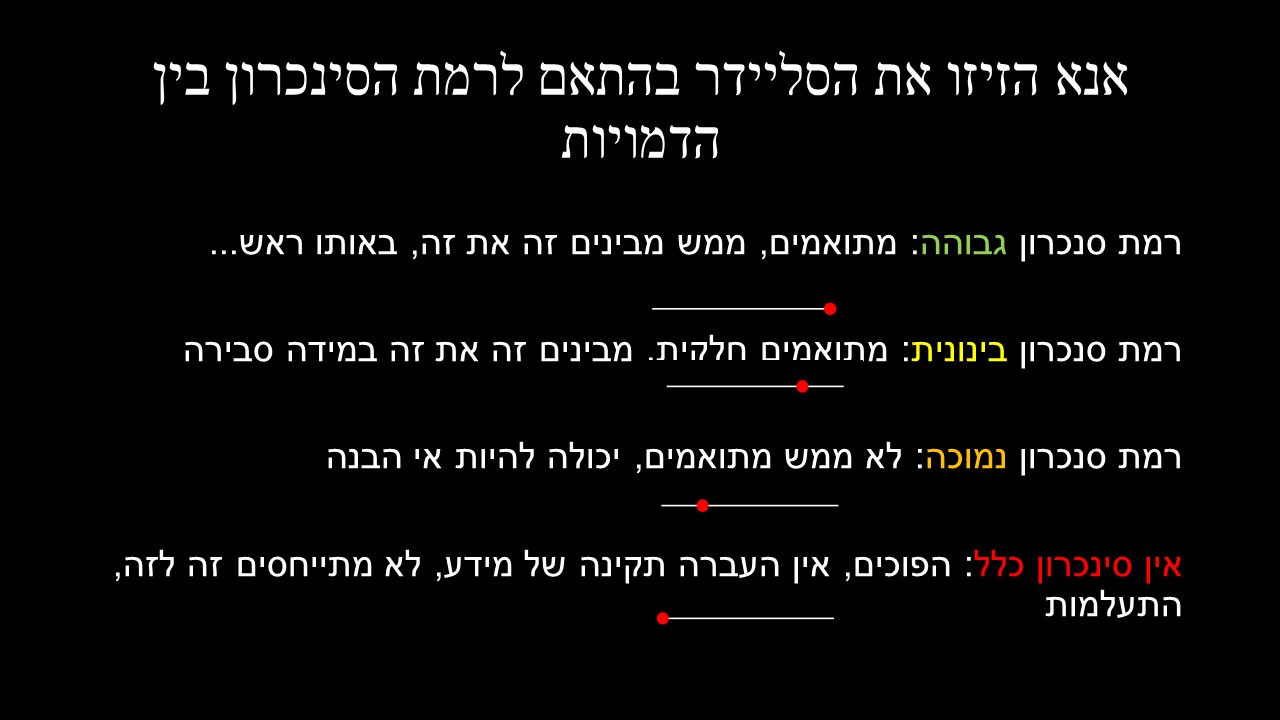 אנא הזיזו את הסליידר בהתאם לרמת הסינכרון בין
הדמויות
רמת סנכרון גבוהה: מתואמים, ממש מבינים זה את זה, באותו ראש...
רמת סנכרון בינונית: מתואמים חלקית. מבינים זה את זה במידה סבירה
רמת סנכרון נמוכה: לא ממש מתואמים, יכולה להיות אי הבנה
אין סינכרון כלל: הפוכים, אין העברה תקינה של מידע, לא מתייחסים זה לזה,
התעלמות